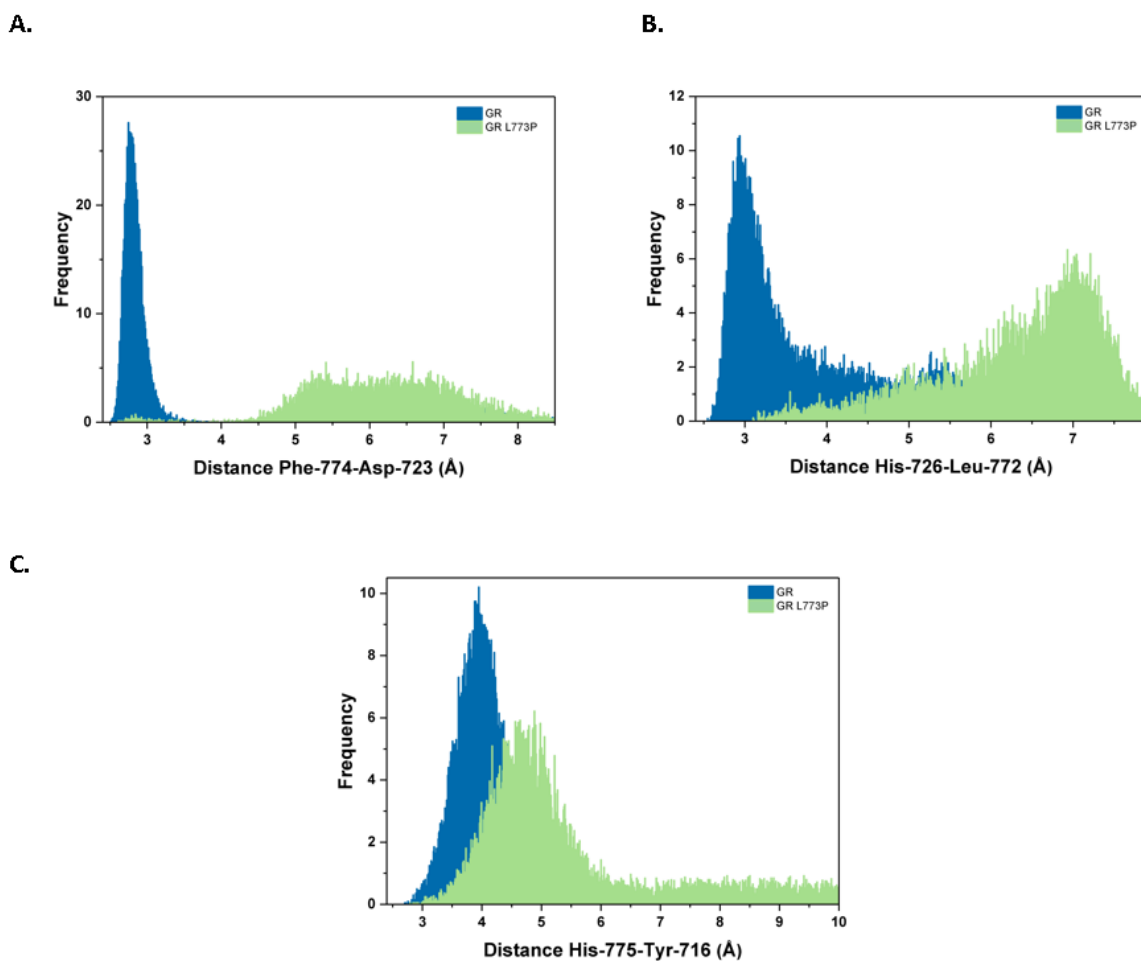 A.
30
20
10
0
Frequency
GR
GR L773P
3 4 5 6 7 8
Distance Phe-774-Asp-723 (Å)
B.
12
10
8
6
4
2
0
Frequency
GR
GR L773P
3 4 5 6 7
Distance His-726-Leu-772 (Å)
C.
10
8
6
4
2
0
Frequency
GR
GR L773P
3 4 5 6 7 8 9 10
Distance His-775-Tyr-716 (Å)